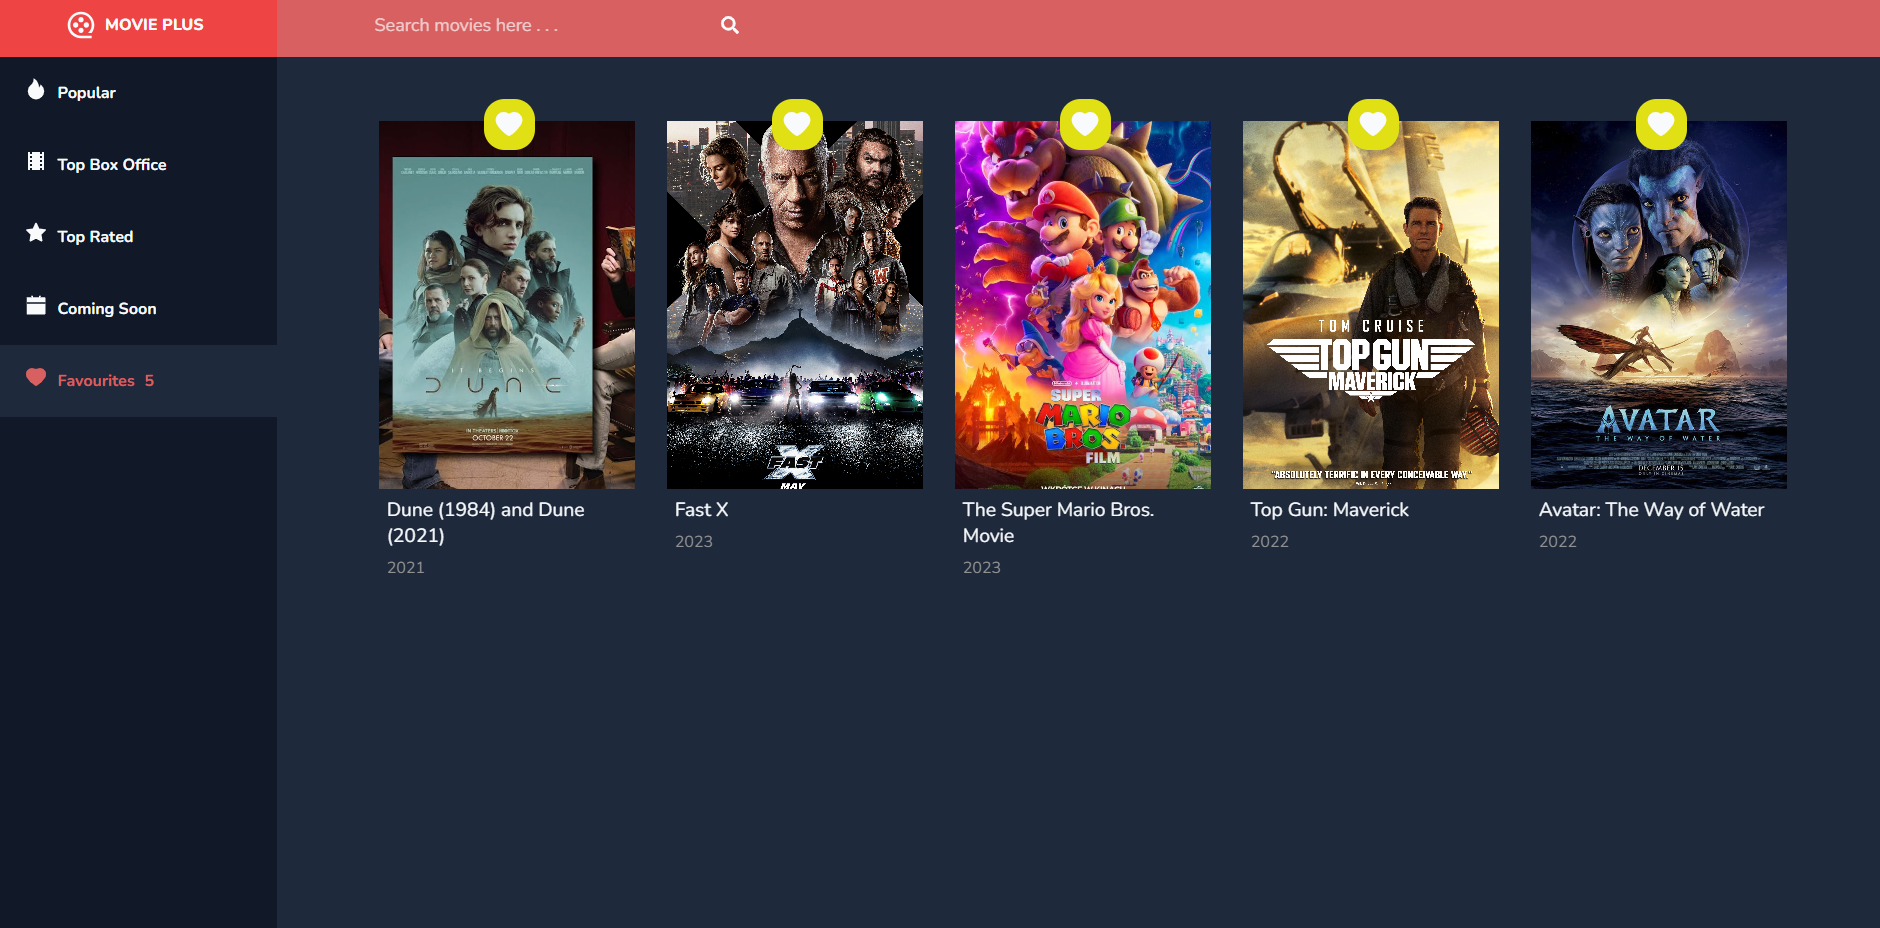 MOVIE PLUS
Search movies here . . .
Popular
Top Box Office
Top Rated
Coming Soon
Favourites 5
IT BEGINS
DUNE
IN THEATERS
OCTOBER 22
Dune (1984) and Dune
(2021)
2021
FAST
X
MAY
Fast X
2023
SUPER
MARIO
BROS.
FILM
WKRÓTCE W KINACH
The Super Mario Bros.
Movie
2023
TOM CRUISE
TOP GUN
MAVERICK
"ABSOLUTELY TERRIFIC IN EVERY CONCEIVABLE WAY."
Top Gun: Maverick
2022
AVATAR
THE WAY OF WATER
DECEMBER 15
Avatar: The Way of Water
2022